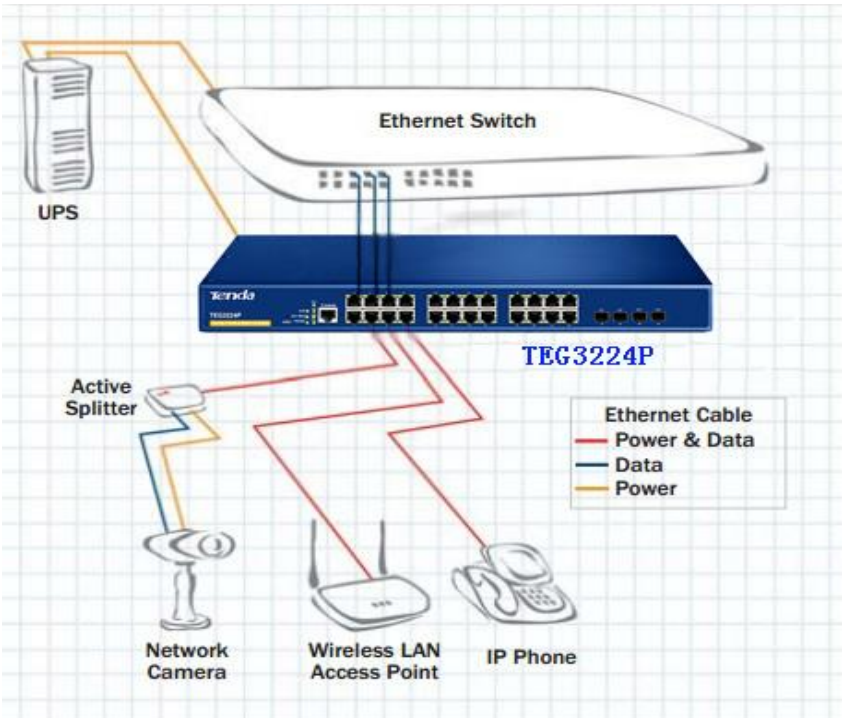 Ethernet Switch
UPS
Tenda
TEG3224P
TEG3224P
Active
Splitter
Ethernet Cable
Power & Data
Data
Power
Network
Camera
Wireless LAN
Access Point
IP Phone